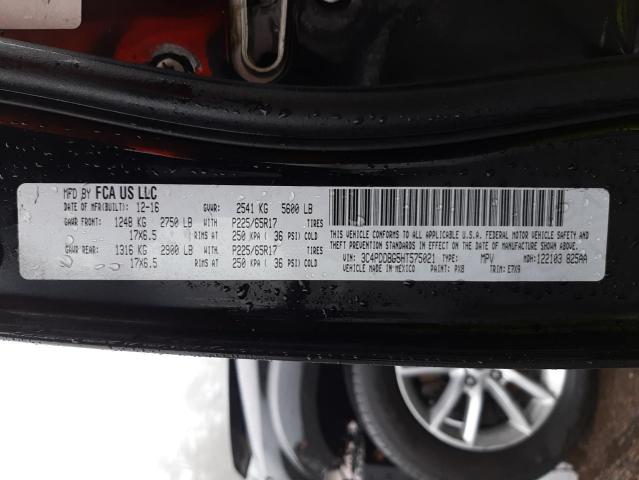 MFD BY FCA US LLC
DATE OF MFR(BUILT): 12-16 GVWR: 2541 KG 5600 LB
GAWR FRONT: 1248 KG 2750 LB WITH P225/65R17 TIRES
17X6.5 RIMS AT 250 KPA ( 36 PSI) COLD
GAWR REAR: 1316 KG 2900 LB WITH P225/65R17 TIRES
17X6.5 RIMS AT 250 KPA ( 36 PSI) COLD
THIS VEHICLE CONFORMS TO ALL APPLICABLE U.S.A. FEDERAL MOTOR VEHICLE SAFETY AND
THEFT PREVENTION STANDARDS IN EFFECT ON THE DATE OF MANUFACTURE SHOWN ABOVE.
VIN: 3C4PDDBG5HT575021 TYPE: MPV MDH:122103 825AA
VEHICLE MADE IN MEXICO PAINT: PX8 TRIM: E7X9